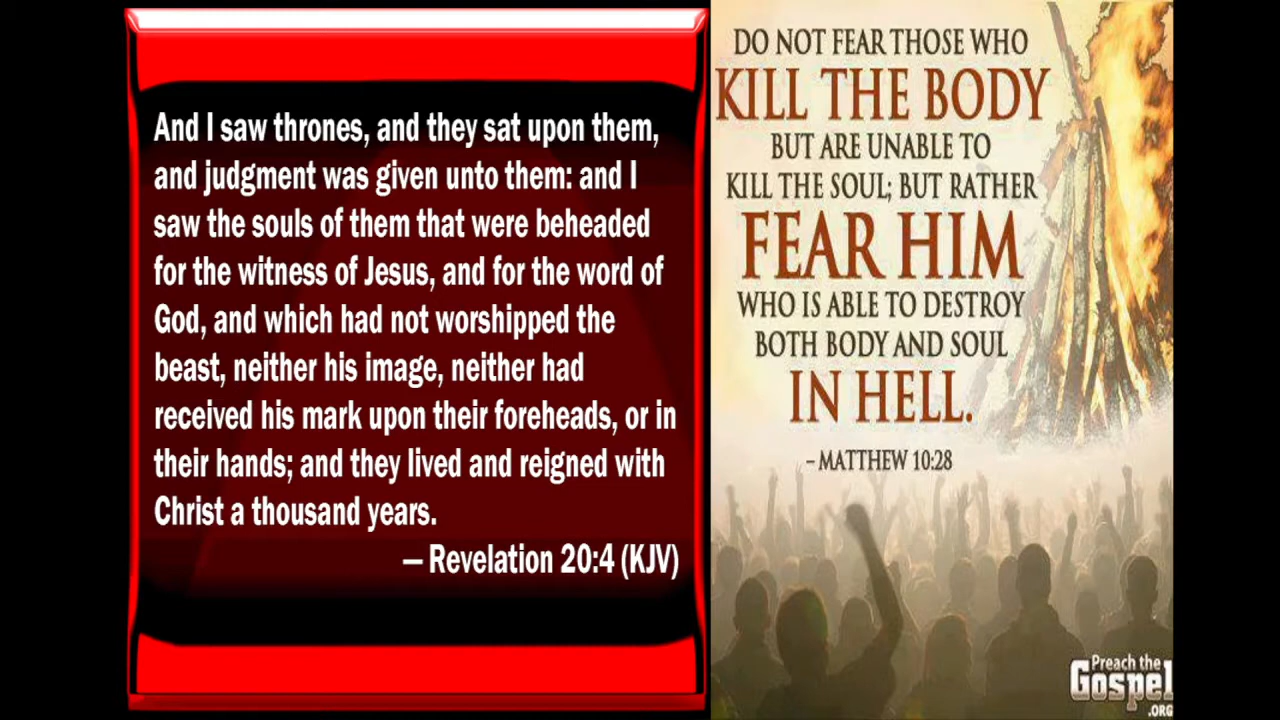 And I saw thrones, and they sat upon them,
and judgment was given unto them: and I
saw the souls of them that were beheaded
for the witness of Jesus, and for the word of
God, and which had not worshipped the
beast, neither his image, neither had
received his mark upon their foreheads, or in
their hands; and they lived and reigned with
Christ a thousand years.
— Revelation 20:4 (KJV)
DO NOT FEAR THOSE WHO
KILL THE BODY
BUT ARE UNABLE TO
KILL THE SOUL; BUT RATHER
FEAR HIM
WHO IS ABLE TO DESTROY
BOTH BODY AND SOUL
IN HELL.
– MATTHEW 10:28
Preach the
Gospel
.ORG